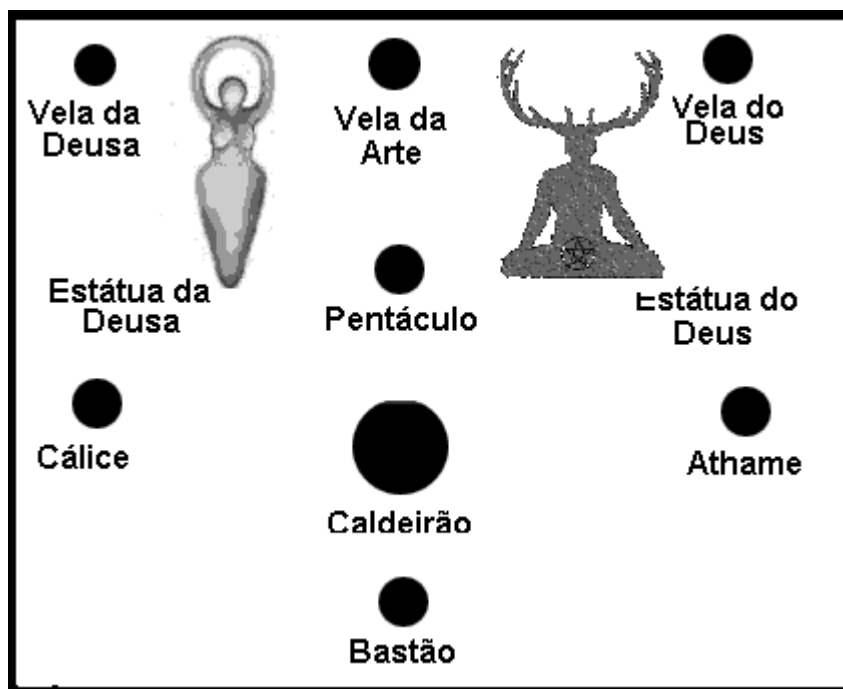 Vela da
Deusa
Vela da
Arte
Vela do
Deus
Estátua da
Deusa
Pentáculo
Estátua do
Deus
Cálice
Athame
Caldeirão
Bastão